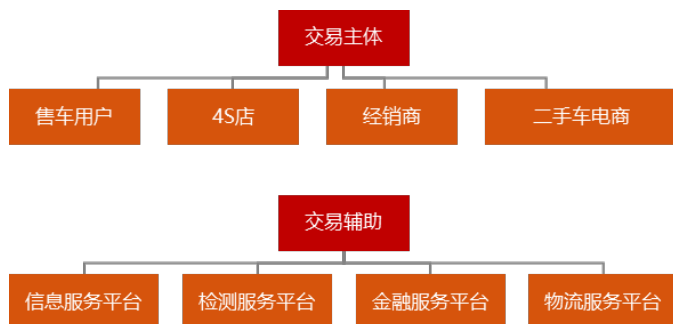 交易主体
售车用户
4S店
经销商
二手车电商
交易辅助
信息服务平台
检测服务平台
金融服务平台
物流服务平台